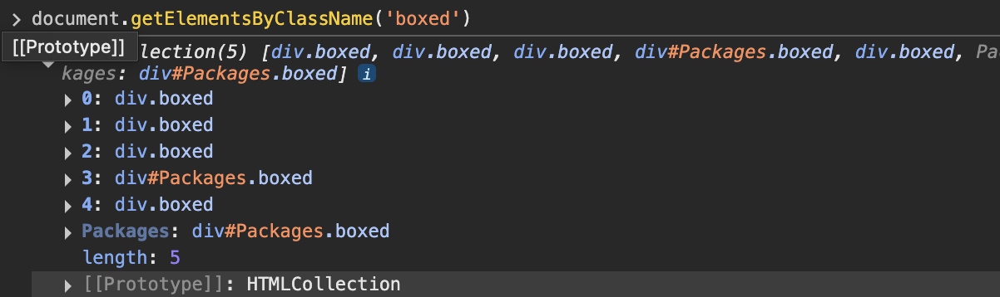 > document.getElementsByClassName('boxed')
[[Prototype]]
lection(5) [div.boxed, div.boxed, div.boxed, div#Packages.boxed, div.boxed, Pa
kages: div#Packages.boxed] i
▶ 0: div.boxed
▶ 1: div.boxed
▶ 2: div.boxed
▶ 3: div#Packages.boxed
▶ 4: div.boxed
▶ Packages: div#Packages.boxed
length: 5
▶ [[Prototype]]: HTMLCollection